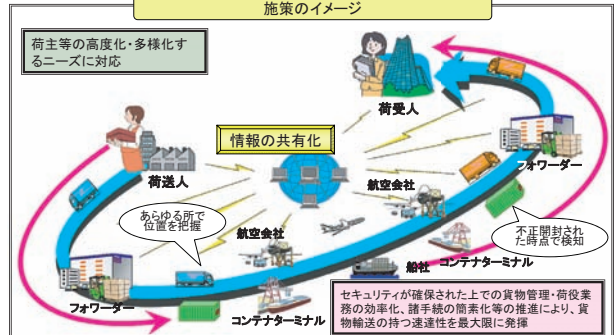 施策のイメージ
荷主等の高度化・多様化す
るニーズに対応
荷受人
情報の共有化
フォワーダー
荷送人
航空会社
あらゆる所で
位置を把握
航空会社
不正開封され
た時点で検知
船社
コンテナターミナル
フォワーダー
コンテナターミナル
セキュリティが確保された上での貨物管理・荷役業
務の効率化、諸手続の簡素化等の推進により、貨
物輸送の持つ速達性を最大限に発揮